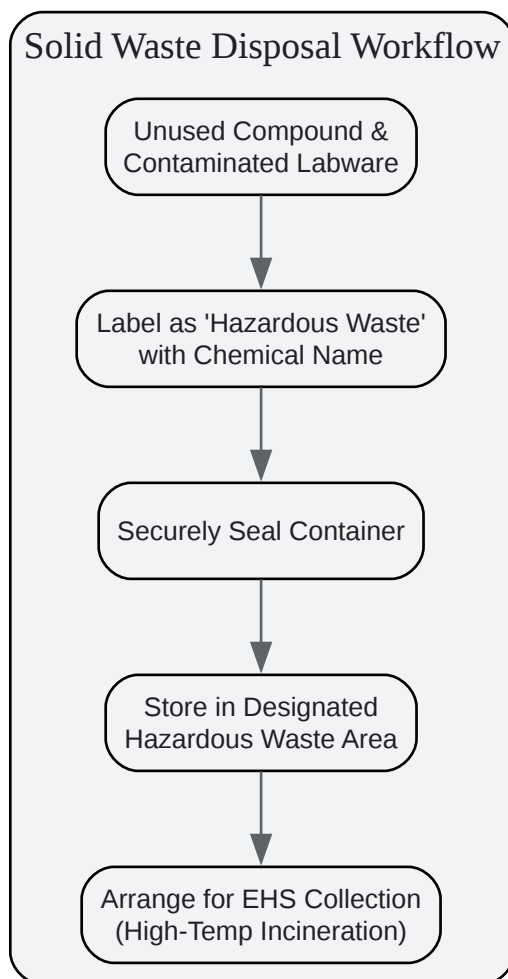 Solid Waste Disposal Workflow
Unused Compound &
Contaminated Labware
Label as 'Hazardous Waste'
with Chemical Name
Securely Seal Container
Store in Designated
Hazardous Waste Area
Arrange for EHS Collection
(High-Temp Incineration)